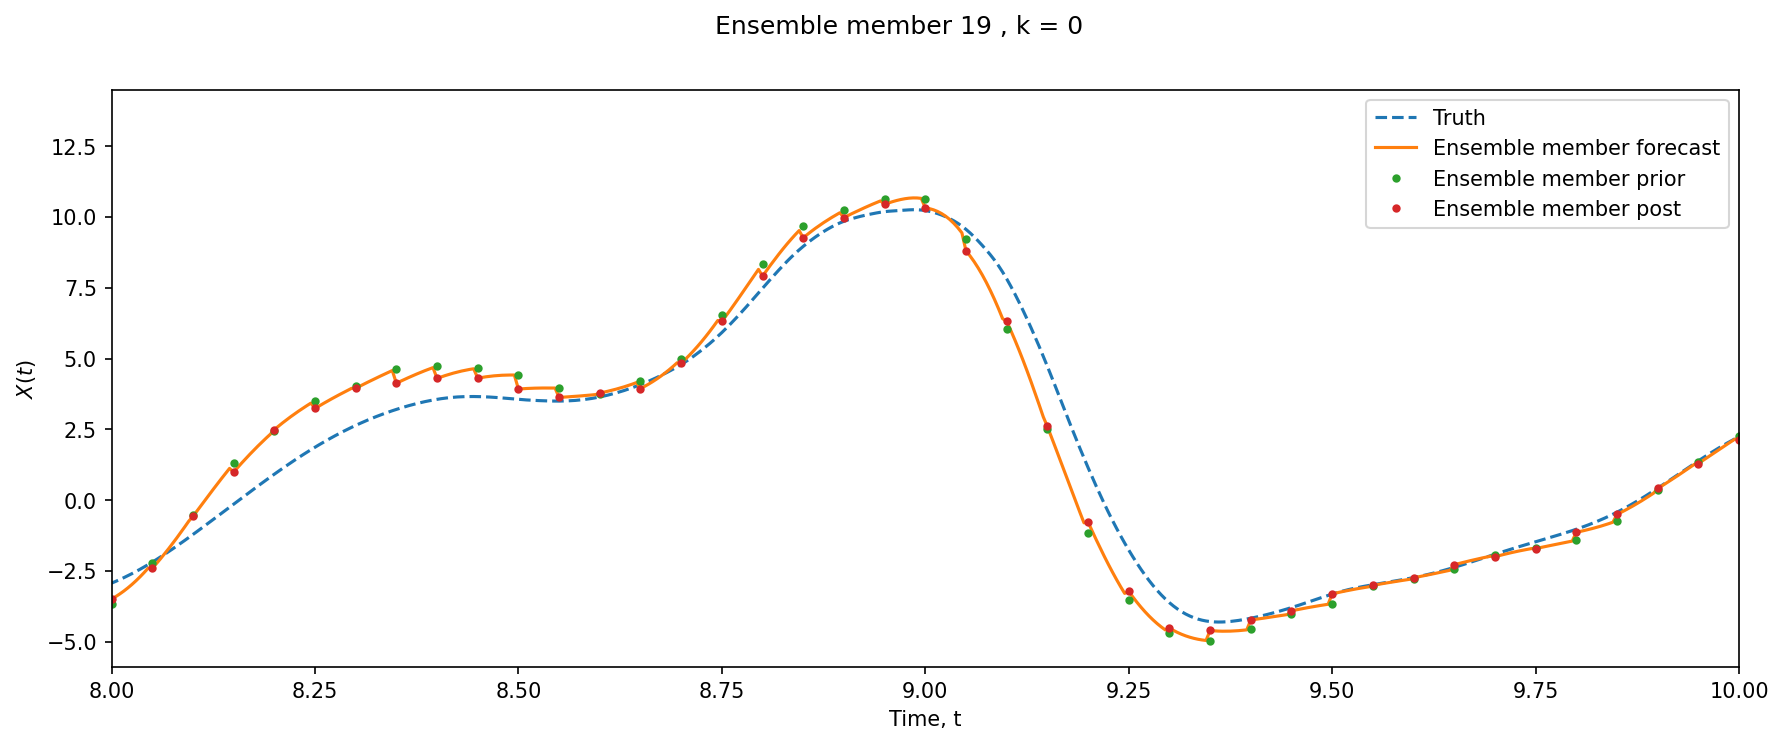 Ensemble member 19 , k = 0
Truth
Ensemble member forecast
Ensemble member prior
Ensemble member post
X(t)
12.5
10.0
7.5
5.0
2.5
0.0
−2.5
−5.0
8.00 8.25 8.50 8.75 9.00 9.25 9.50 9.75 10.00
Time, t